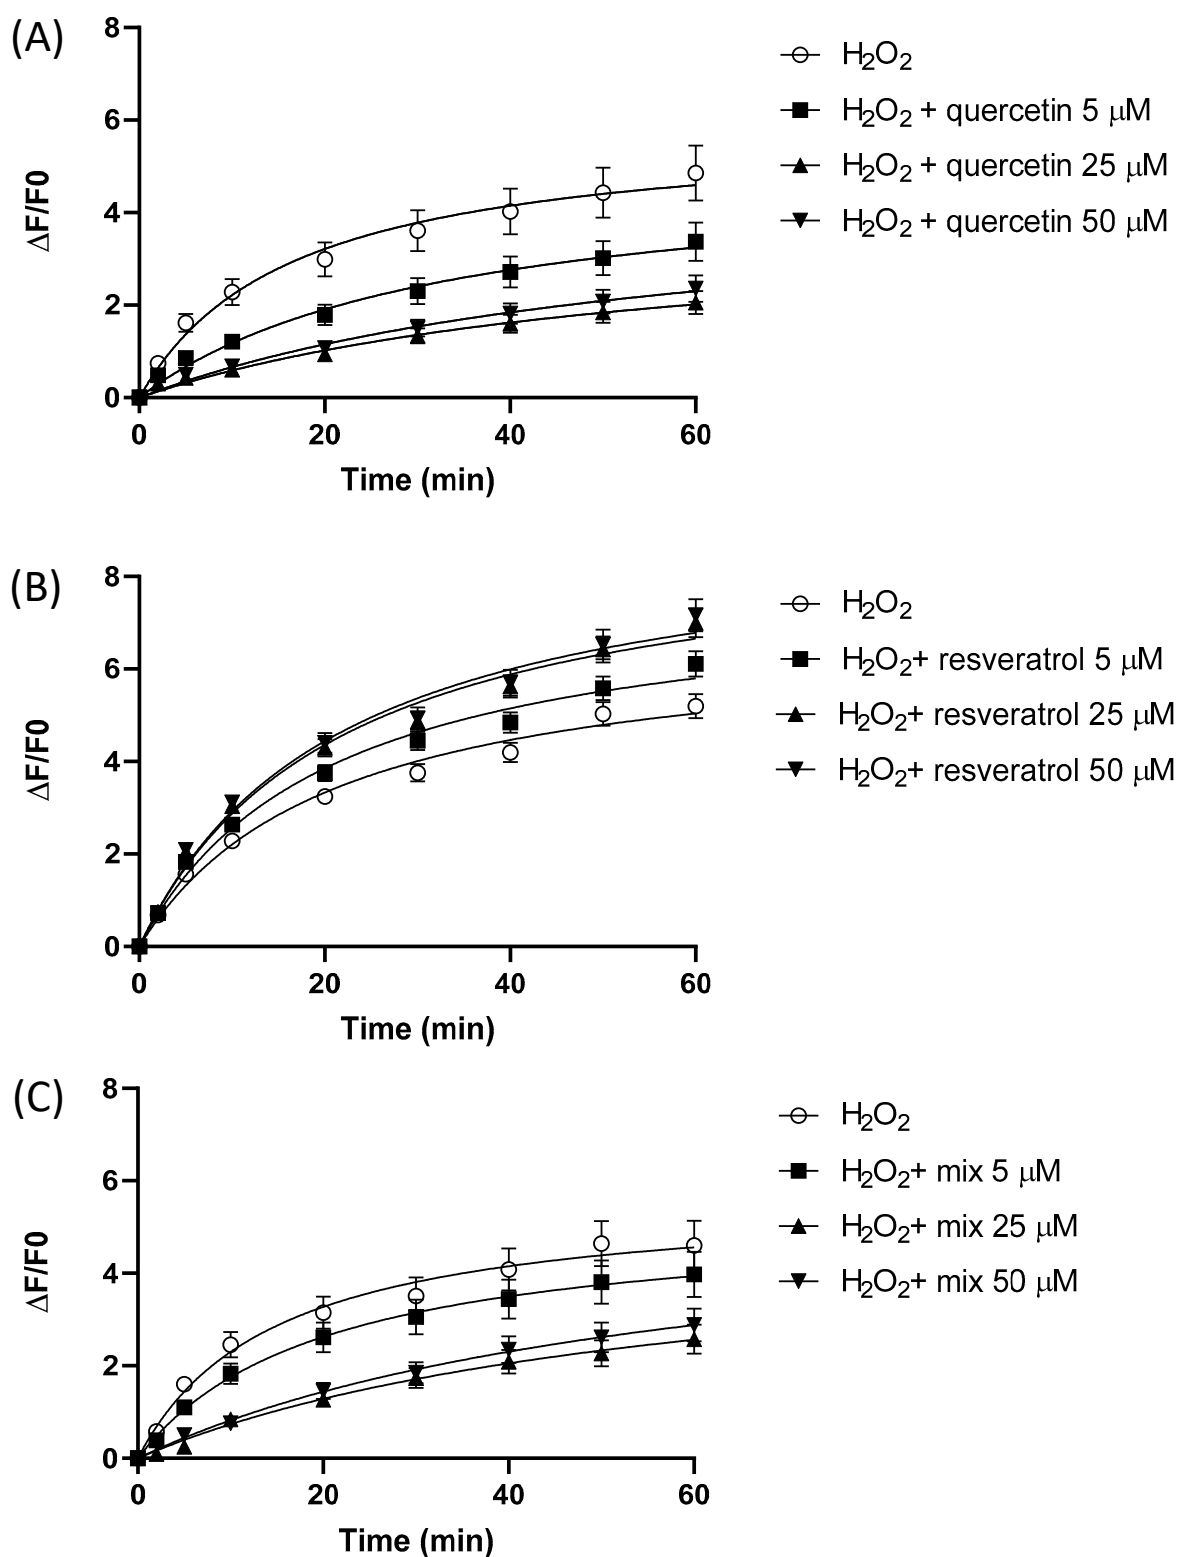 (A)
8
6
4
2
0
ΔF/F0
0 20 40 60
Time (min)
H₂O₂
H₂O₂ + quercetin 5 μM
H₂O₂ + quercetin 25 μM
H₂O₂ + quercetin 50 μM
(B)
8
6
4
2
0
ΔF/F0
0 20 40 60
Time (min)
H₂O₂
H₂O₂+ resveratrol 5 μM
H₂O₂+ resveratrol 25 μM
H₂O₂+ resveratrol 50 μM
(C)
8
6
4
2
0
ΔF/F0
0 20 40 60
Time (min)
H₂O₂
H₂O₂+ mix 5 μM
H₂O₂+ mix 25 μM
H₂O₂+ mix 50 μM